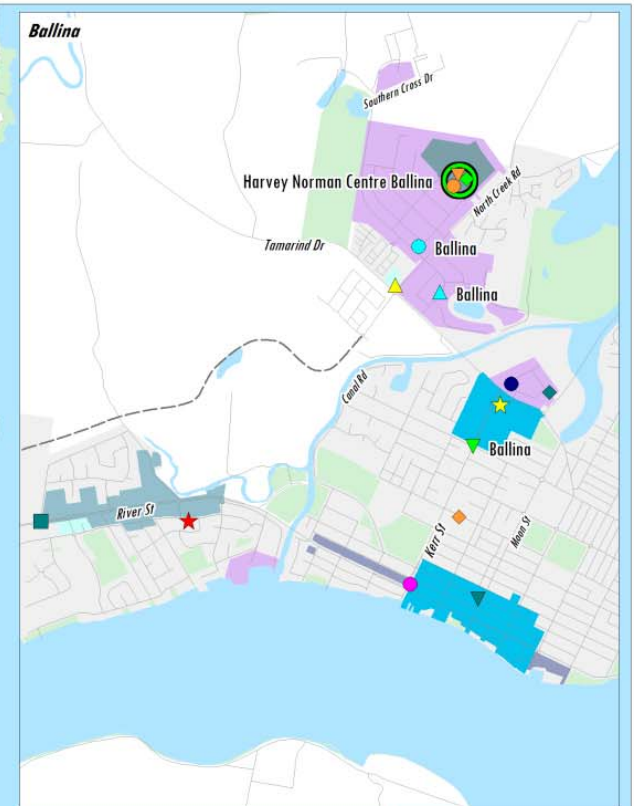 Ballina
Southern Cross Dr
Harvey Norman Centre Ballina
North Creek Rd
Tamarind Dr
Ballina
Ballina
Canal Rd
Ballina
River St
Kerr St
Moon St